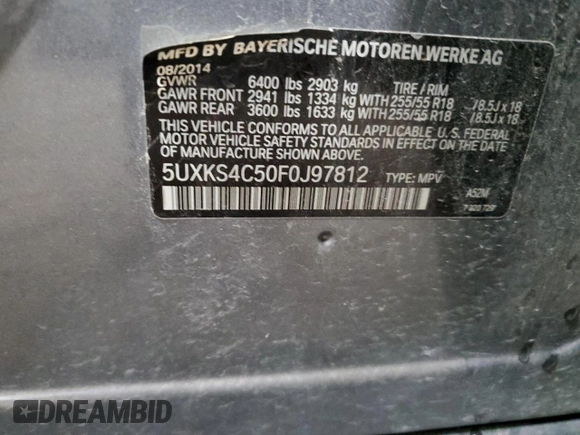 MFD BY BAYERISCHE MOTOREN WERKE AG
08/2014
GVWR 6400 lbs 2903 kg TIRE / RIM
GAWR FRONT 2941 lbs 1334 kg WITH 255/55 R18 /8.5J x 18
GAWR REAR 3600 lbs 1633 kg WITH 255/55 R18 /8.5J x 18
THIS VEHICLE CONFORMS TO ALL APPLICABLE U. S. FEDERAL
MOTOR VEHICLE SAFETY STANDARDS IN EFFECT ON THE DATE OF
MANUFACTURE SHOWN ABOVE.
5UXKS4C50F0J97812 TYPE: MPV
A52M
DREAMBID